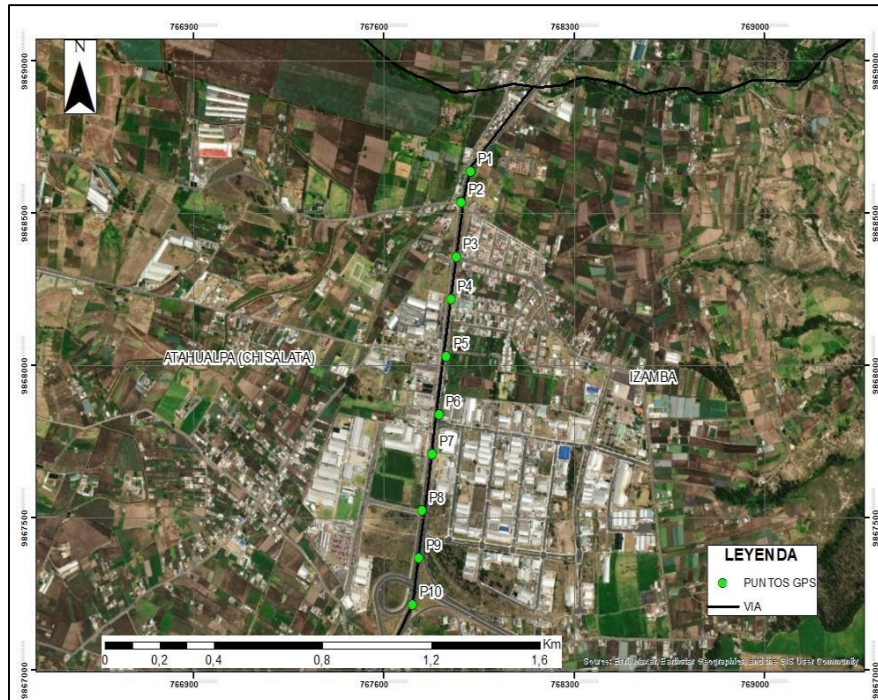 766900 767600 768300 769000
N
9869000 9869000
P1
P2
9868500 9868500
P3
P4
P5
ATAHUALPA (CHISALATA)
IZAMBA
9868000 9868000
P6
P7
P8
9867500 9867500
P9
LEYENDA
PUNTOS GPS
VIA
P10
Km
0 0,2 0,4 0,8 1,2 1,6
Source: Esri, Maxar, Earthstar Geographics, and the GIS User Community
9867000 9867000
766900 767600 768300 769000